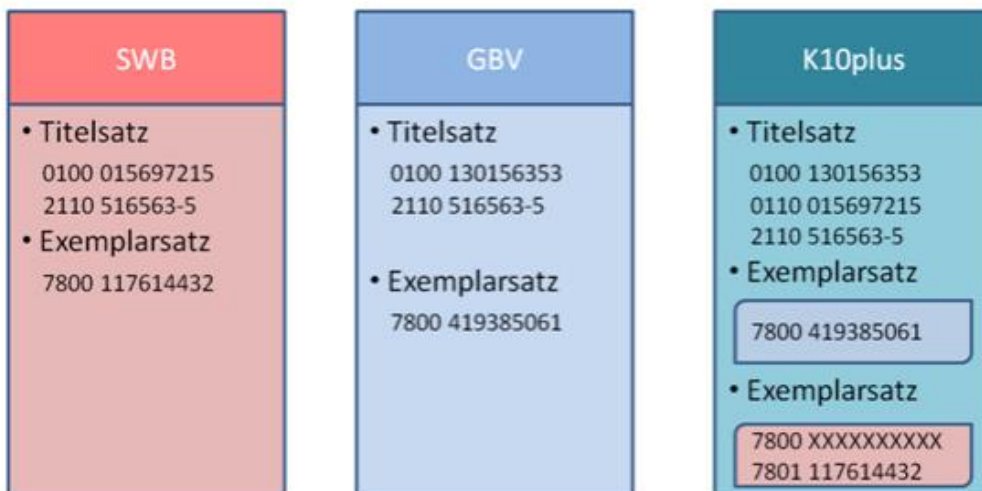 SWB
• Titelsatz
0100 015697215
2110 516563-5
• Exemplarsatz
7800 117614432
GBV
• Titelsatz
0100 130156353
2110 516563-5
• Exemplarsatz
7800 419385061
K10plus
• Titelsatz
0100 130156353
0110 015697215
2110 516563-5
• Exemplarsatz
7800 419385061
• Exemplarsatz
7800 XXXXXXXXXX
7801 117614432